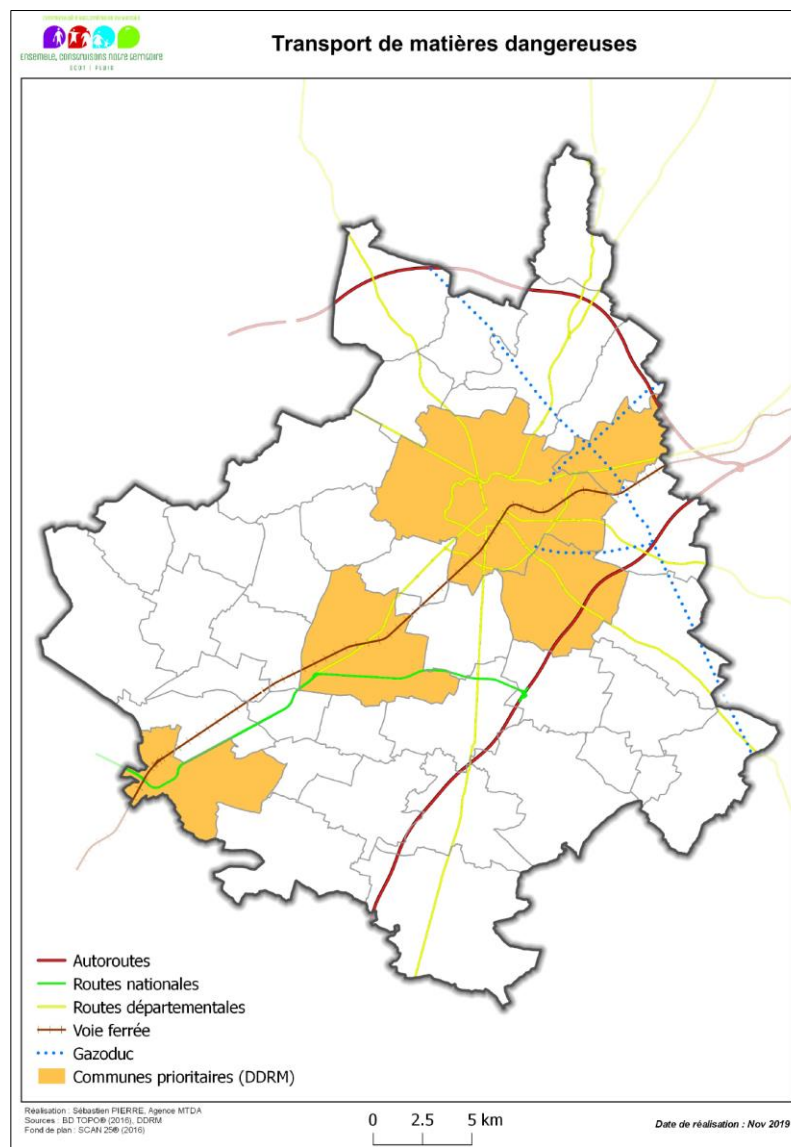 Transport de matières dangereuses
Ensemble, construisons notre territoire
SCOT I PLUIH
Autoroutes
Routes nationales
Routes départementales
Voie ferrée
Gazoduc
Communes prioritaires (DDRM)
Réalisation : Sébastien PIERRE, Agence MTDA
Sources : BD TOPO® (2016), DDRM
Fond de plan : SCAN 25® (2016)
0 2.5 5 km
Date de réalisation : Nov 2019